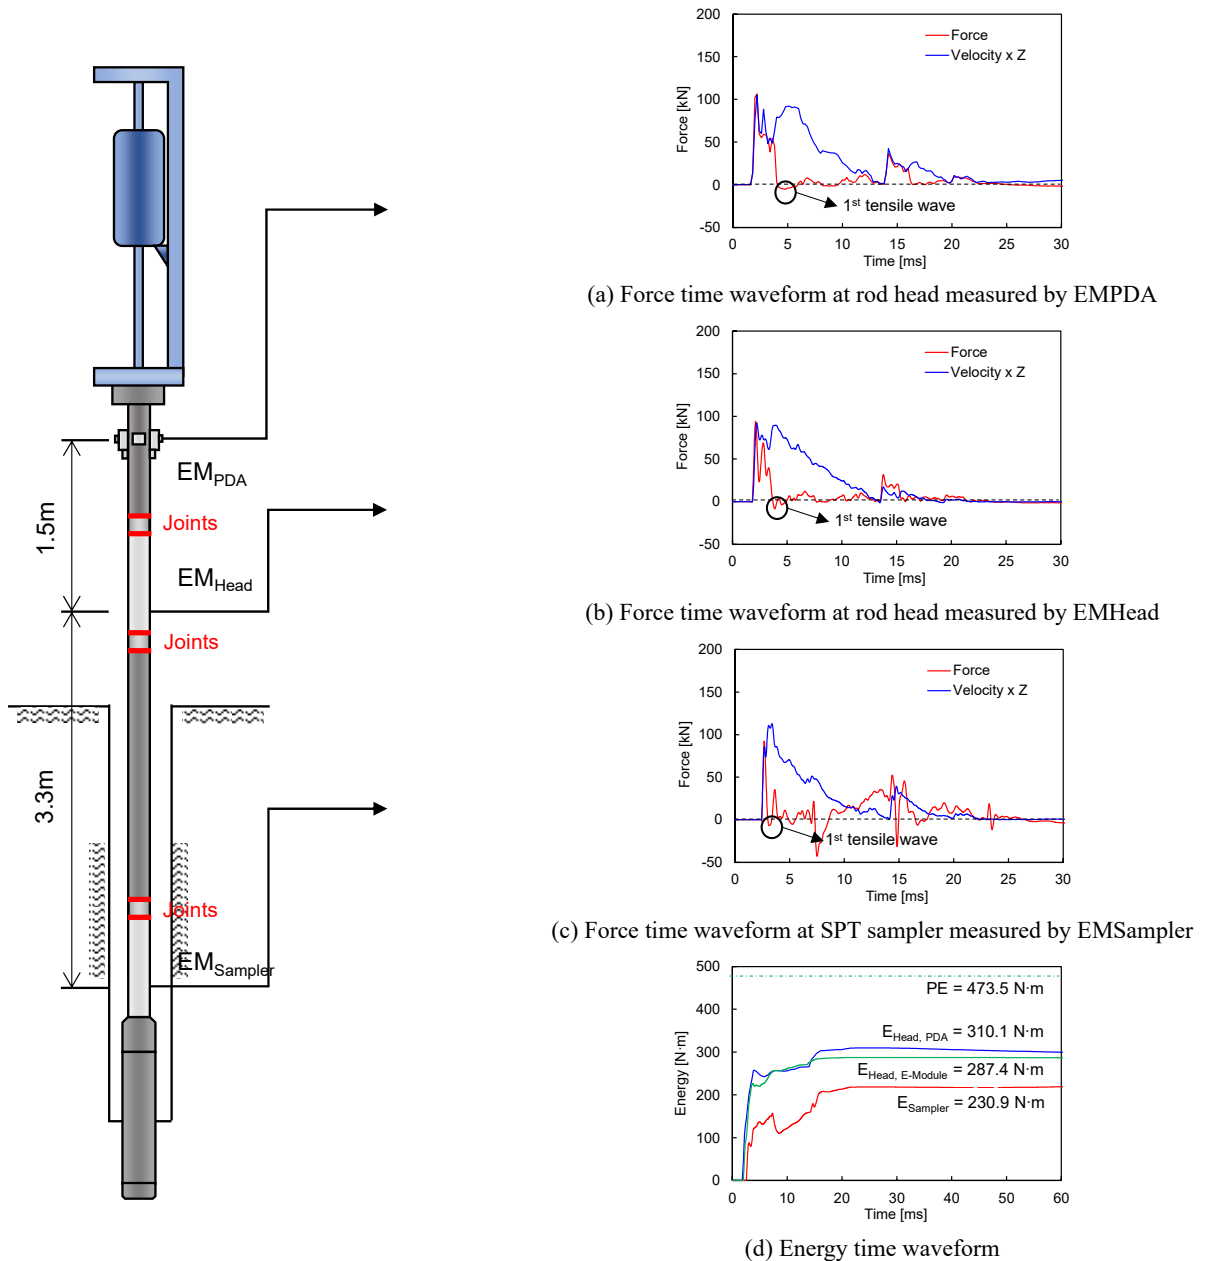 EMPDA
Joints
1.5m
EMHead
Joints
3.3m
Joints
EMSampler
200
150
100
50
0
-50
Force [kN]
Force
Velocity x Z
1st tensile wave
0 5 10 15 20 25 30
Time [ms]
(a) Force time waveform at rod head measured by EMPDA
200
150
100
50
0
-50
Force [kN]
Force
Velocity x Z
1st tensile wave
0 5 10 15 20 25 30
Time [ms]
(b) Force time waveform at rod head measured by EMHead
200
150
100
50
0
-50
Force [kN]
Force
Velocity x Z
1st tensile wave
0 5 10 15 20 25 30
Time [ms]
(c) Force time waveform at SPT sampler measured by EMSampler
500
400
300
200
100
0
Energy [N·m]
PE = 473.5 N·m
EHead, PDA = 310.1 N·m
EHead, E-Module = 287.4 N·m
ESampler = 230.9 N·m
0 10 20 30 40 50 60
Time [ms]
(d) Energy time waveform